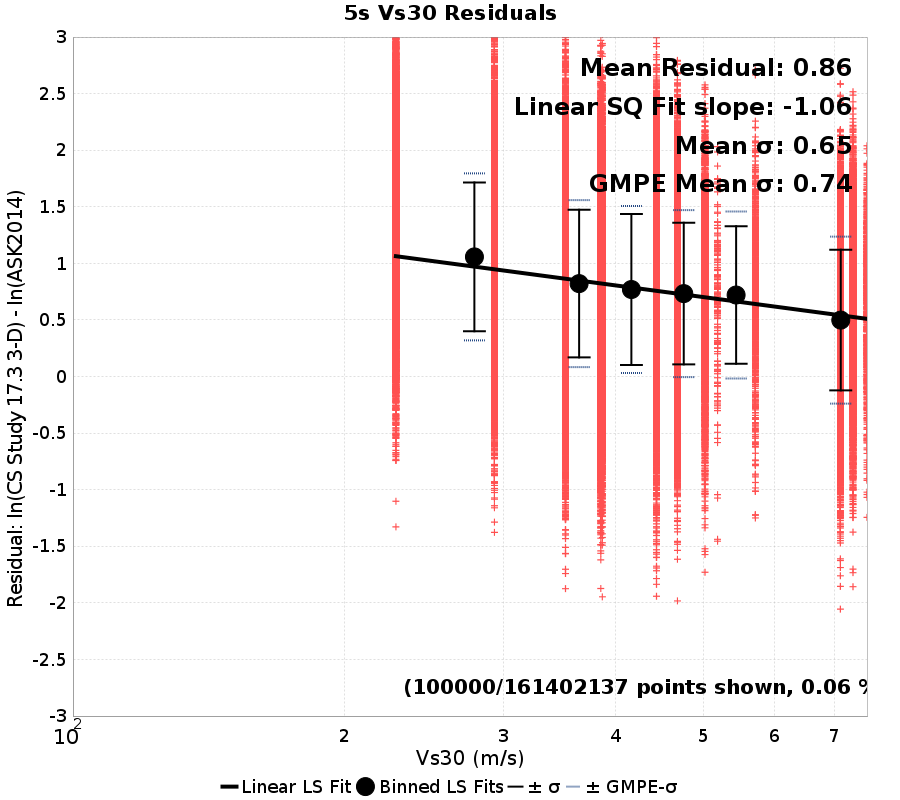 5s Vs30 Residuals
Mean Residual: 0.86
Linear SQ Fit slope: -1.06
Mean σ: 0.65
GMPE Mean σ: 0.74
3
2.5
2
1.5
1
0.5
0
-0.5
-1
-1.5
-2
-2.5
-3
Residual: ln(CS Study 17.3 3-D) - ln(ASK2014)
(100000/161402137 points shown, 0.06 %
10² 2 3 4 5 6 7
Vs30 (m/s)
Linear LS Fit Binned LS Fits ± σ ± GMPE-σ